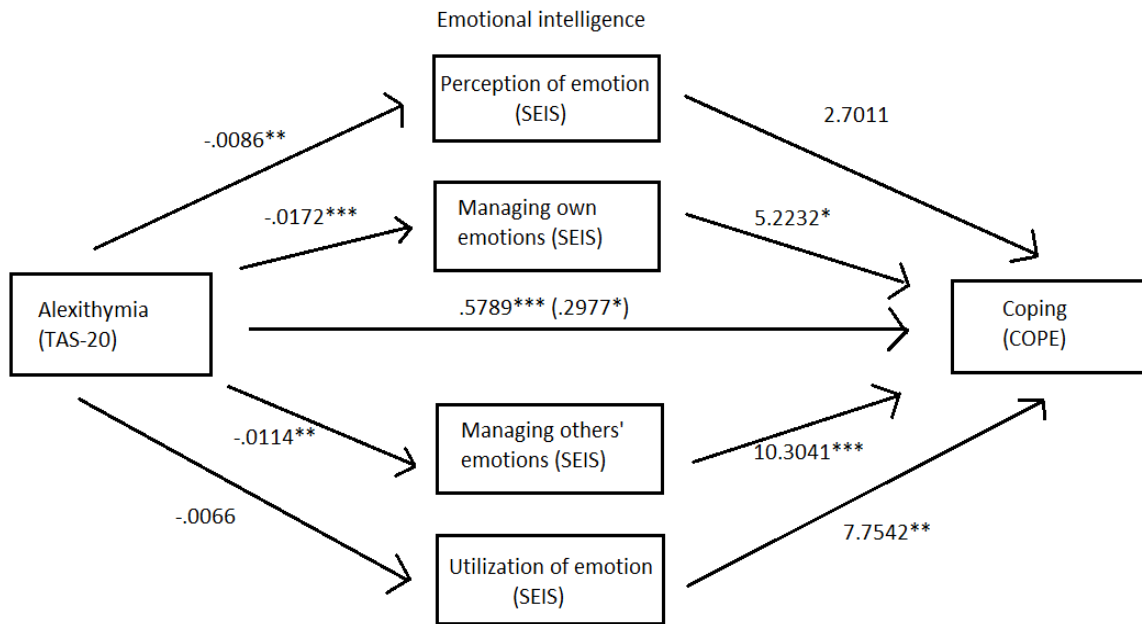 Emotional intelligence
Perception of emotion
(SEIS)
2.7011
-.0086**
-.0172***
Managing own
emotions (SEIS)
5.2232*
Alexithymia
(TAS-20)
.5789*** (.2977*)
Coping
(COPE)
-.0114**
Managing others'
emotions (SEIS)
10.3041***
-.0066
Utilization of emotion
(SEIS)
7.7542**